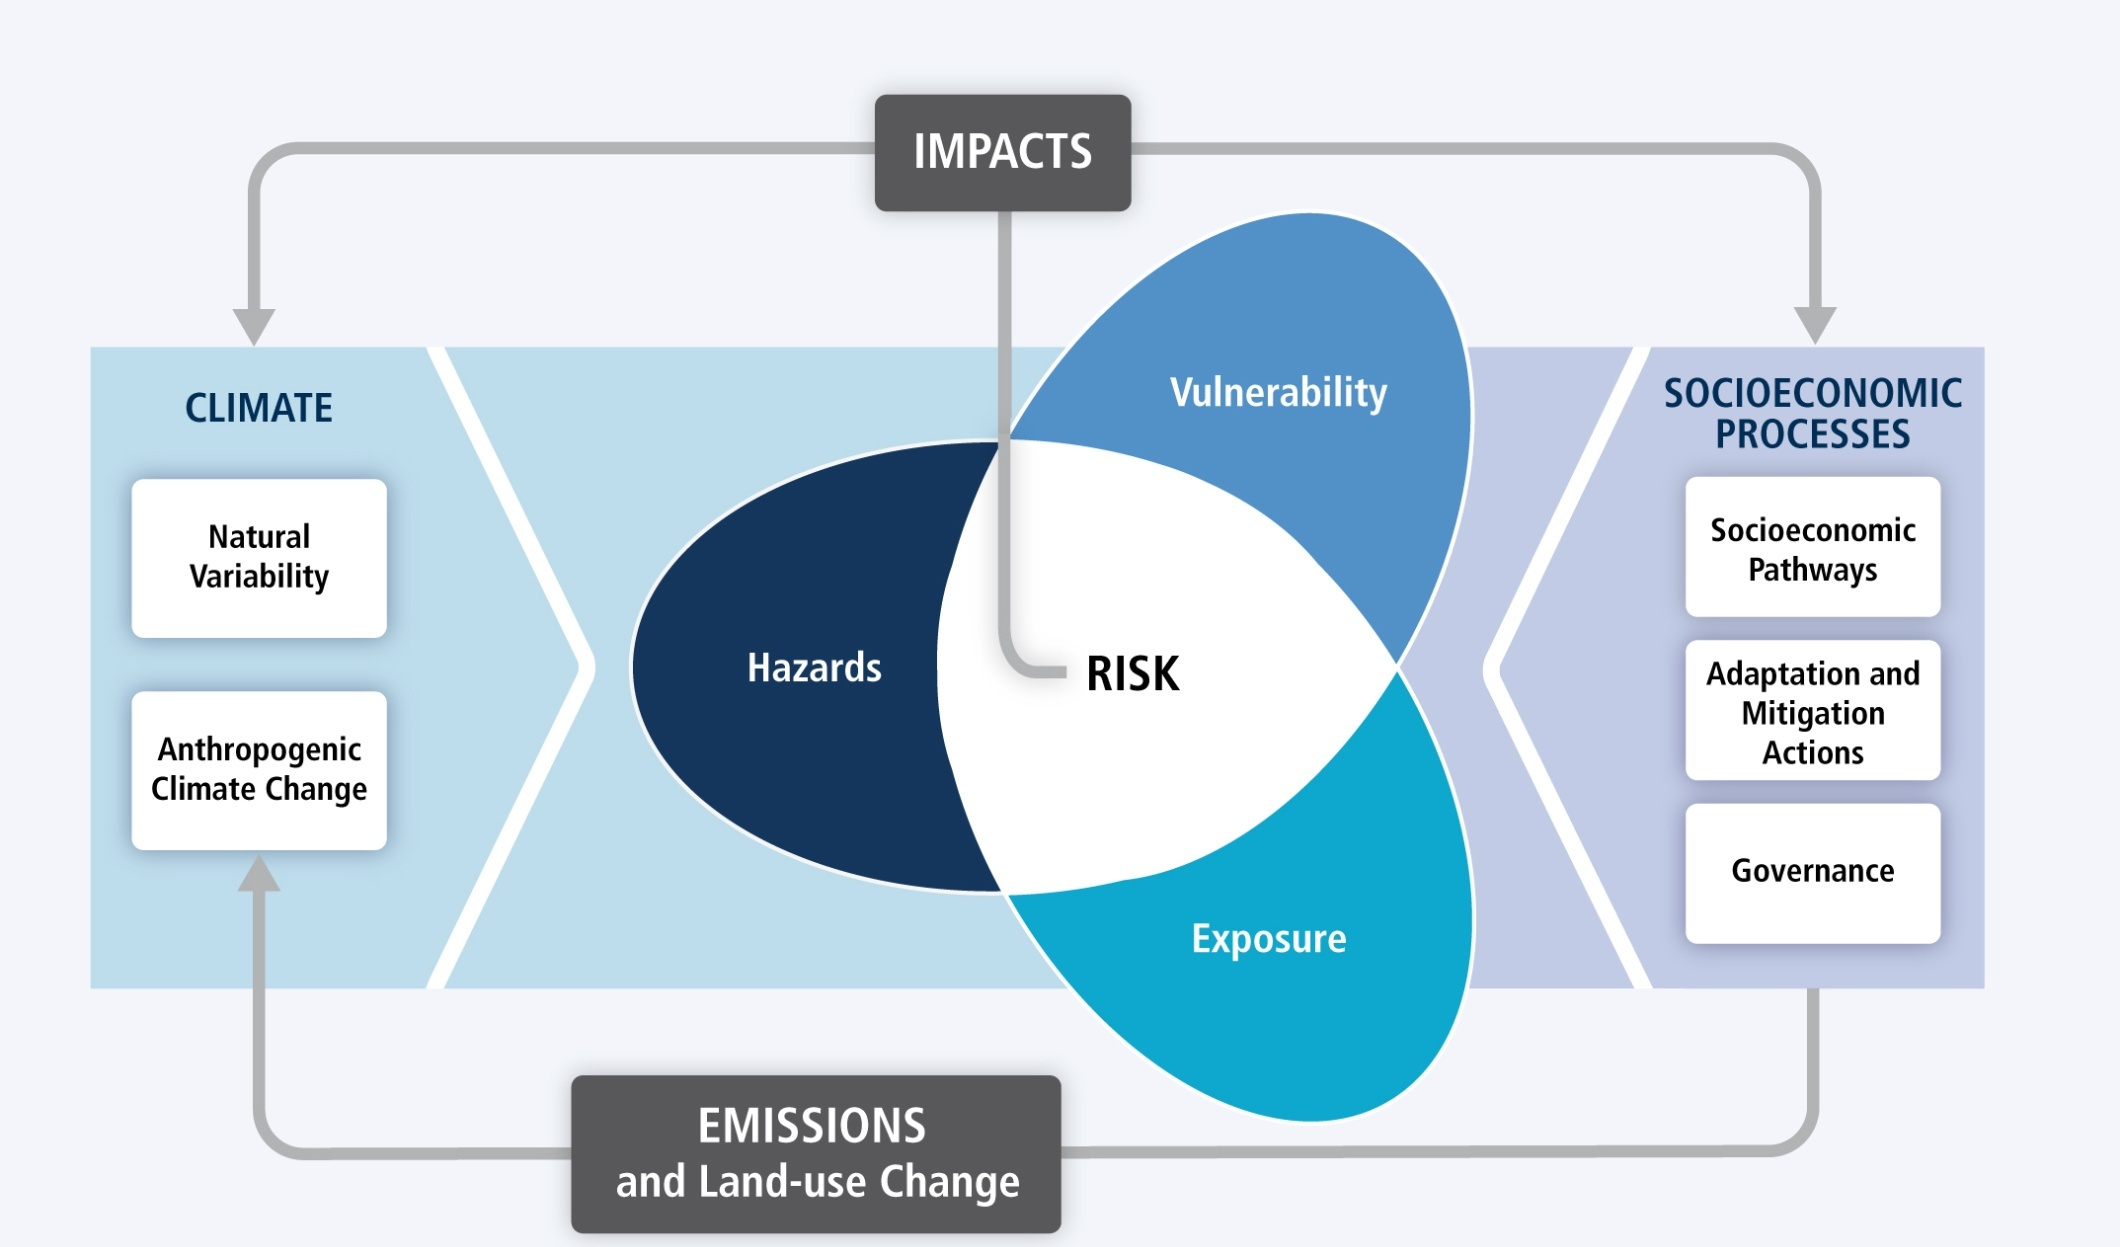 IMPACTS
Vulnerability
CLIMATE
SOCIOECONOMIC
PROCESSES
Natural
Variability
Socioeconomic
Pathways
Hazards
RISK
Adaptation and
Mitigation
Actions
Anthropogenic
Climate Change
Governance
Exposure
EMISSIONS
and Land-use Change